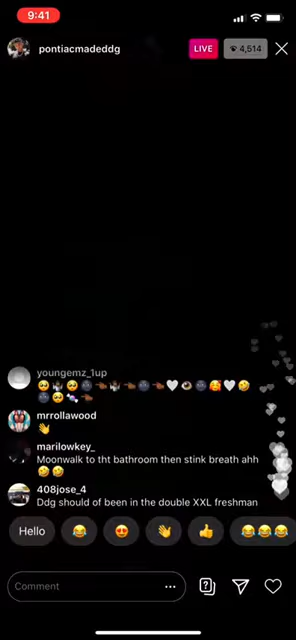 9:41
pontiacmadeddg
LIVE
4,514
youngemz_1up
mrrollawood
marilowkey_
Moonwalk to tht bathroom then stink breath ahh
408jose_4
Ddg should of been in the double XXL freshman
Hello
Comment